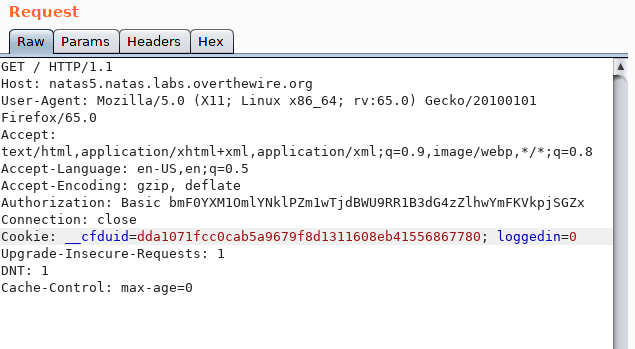 Request
Raw Params Headers Hex
GET / HTTP/1.1
Host: natas5.natas.labs.overthewire.org
User-Agent: Mozilla/5.0 (X11; Linux x86_64; rv:65.0) Gecko/20100101
Firefox/65.0
Accept:
text/html,application/xhtml+xml,application/xml;q=0.9,image/webp,*/*;q=0.8
Accept-Language: en-US,en;q=0.5
Accept-Encoding: gzip, deflate
Authorization: Basic bmF0YXM1OmlYNklPZm1wTjdBWU9RR1B3dG4zZlhwYmFKVkpjSGZx
Connection: close
Cookie: __cfduid=dda1071fcc0cab5a9679f8d1311608eb41556867780; loggedin=0
Upgrade-Insecure-Requests: 1
DNT: 1
Cache-Control: max-age=0